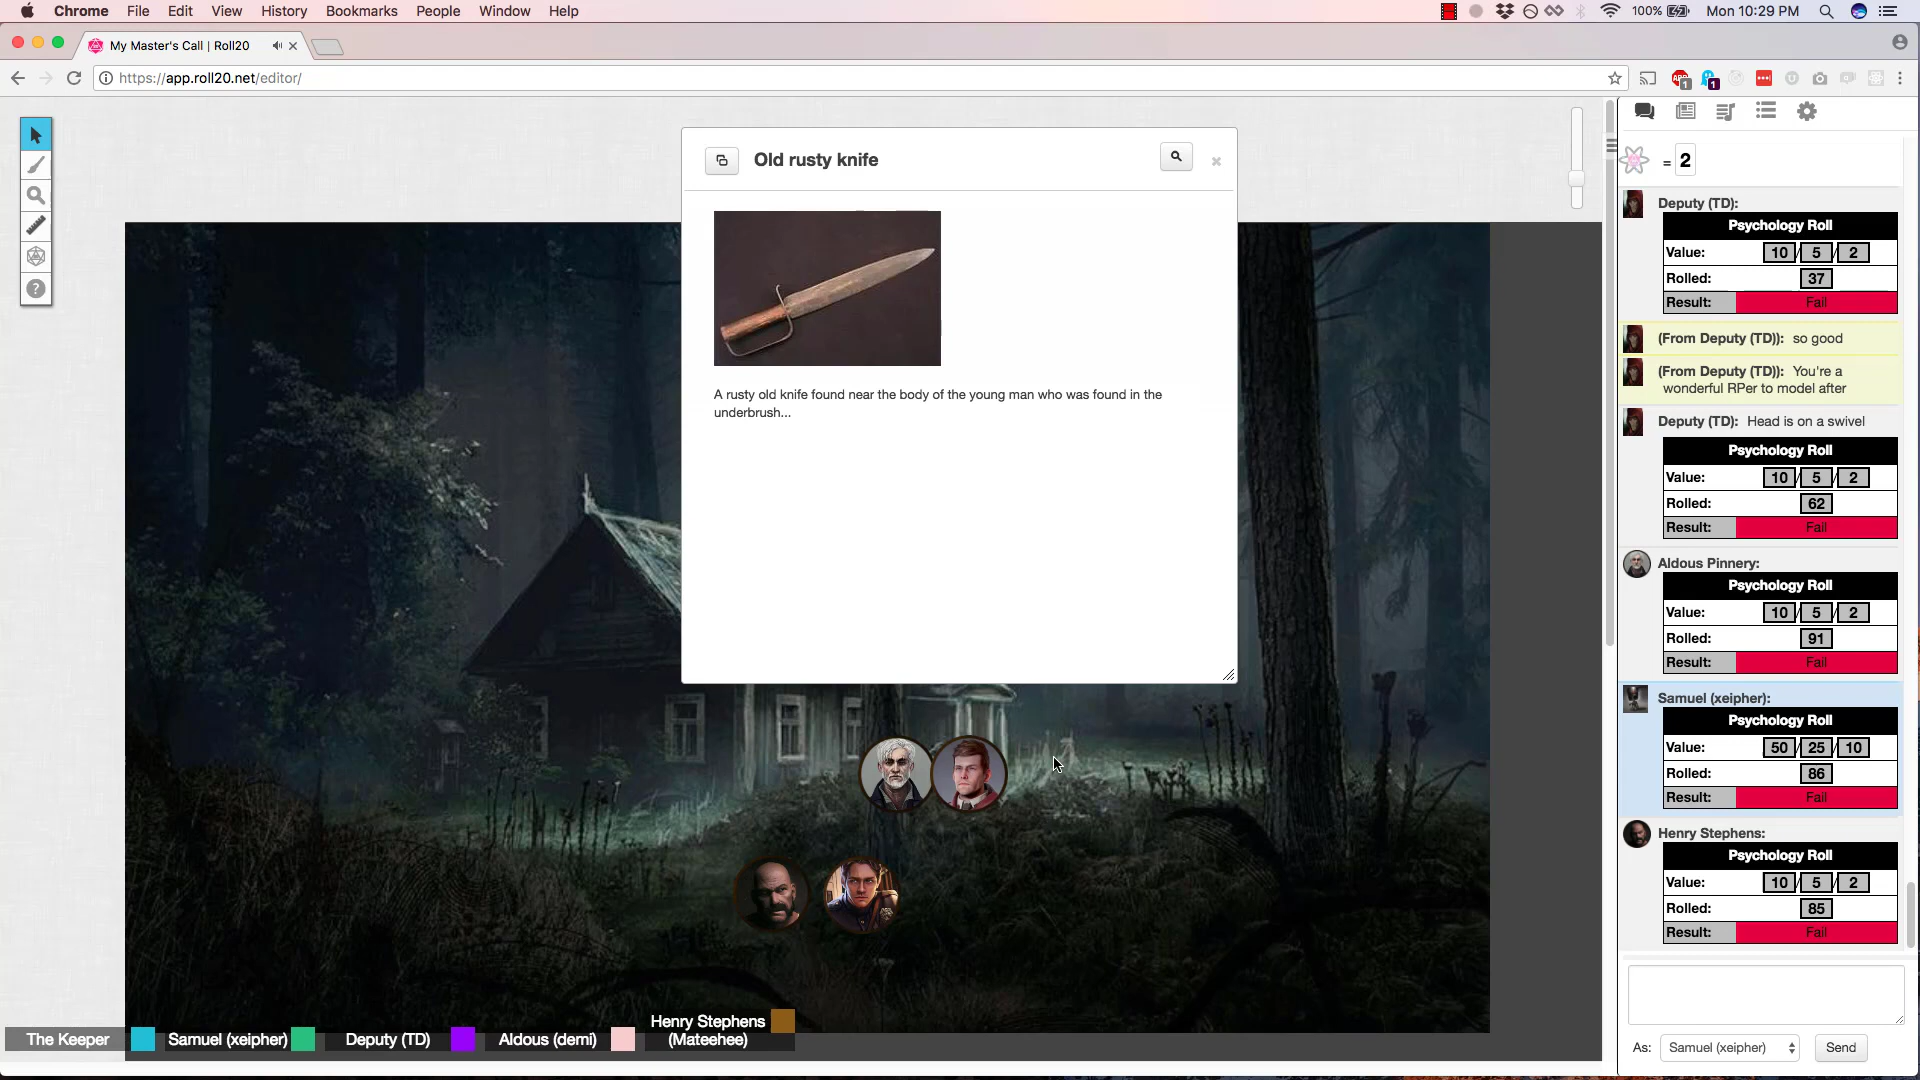 Chrome File Edit View History Bookmarks People Window Help
100% Mon 10:29 PM
My Master's Call | Roll20
https://app.roll20.net/editor/
1 1
Old rusty knife
A rusty old knife found near the body of the young man who was found in the
underbrush...
= 2
Deputy (TD):
Psychology Roll
Value: 10 / 5 / 2
Rolled: 37
Result: Fail
(From Deputy (TD)): so good
(From Deputy (TD)): You're a
wonderful RPer to model after
Deputy (TD): Head is on a swivel
Psychology Roll
Value: 10 / 5 / 2
Rolled: 62
Result: Fail
Aldous Pinnery:
Psychology Roll
Value: 10 / 5 / 2
Rolled: 91
Result: Fail
Samuel (xeipher):
Psychology Roll
Value: 50 / 25 / 10
Rolled: 86
Result: Fail
Henry Stephens:
Psychology Roll
Value: 10 / 5 / 2
Rolled: 85
Result: Fail
The Keeper
Samuel (xeipher)
Deputy (TD)
Aldous (demi)
Henry Stephens
(Mateehee)
As: Samuel (xeipher) Send